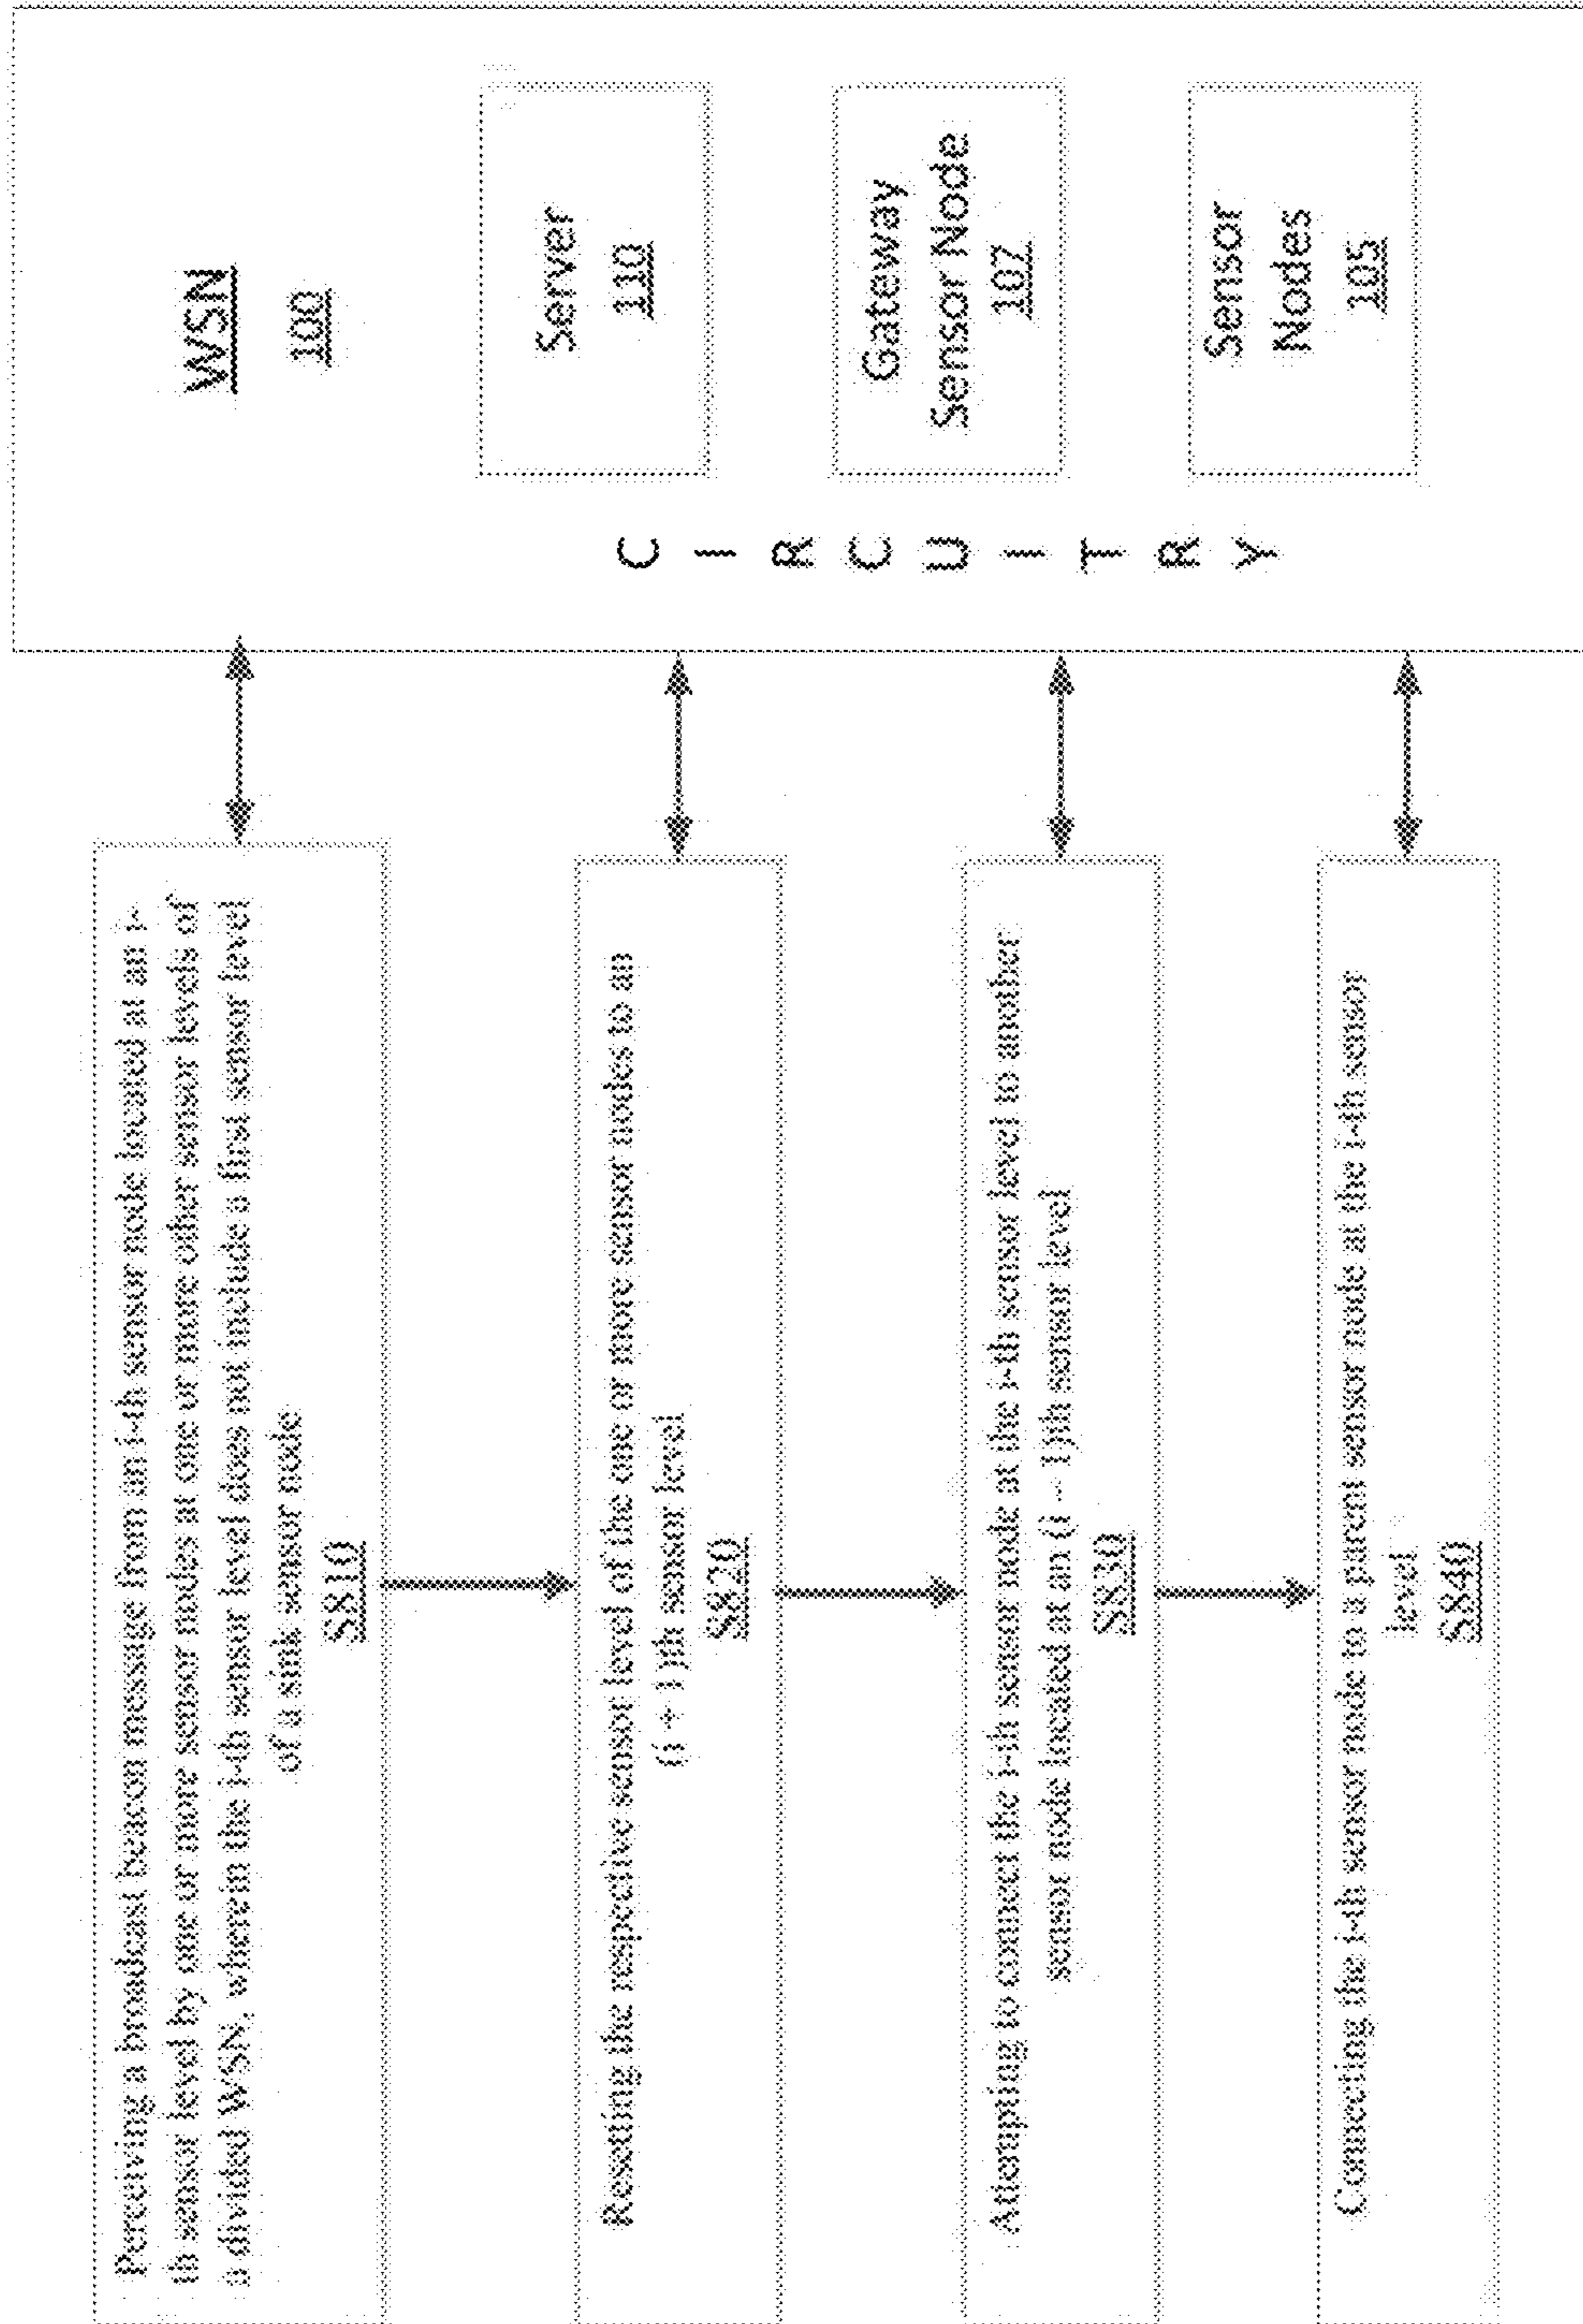 Perceiving a broadcast beacon message from an i-th sensor node located at an i-
th sensor level by one or more sensor nodes at one or more other sensor levels of
a divided WSN, wherein the i-th sensor level does not include a first sensor level
of a sink sensor node
S810
Resetting the respective sensor level of the one or more sensor nodes to an
(i + 1)th sensor level
S820
Attempting to connect the i-th sensor node at the i-th sensor level to another
sensor node located at an (i - 1)th sensor level
S830
Connecting the i-th sensor node to a parent sensor node at the i-th sensor
level
S840
WSN
100
CIRCUITRY
Server
110
Gateway
Sensor Node
107
Sensor
Nodes
105